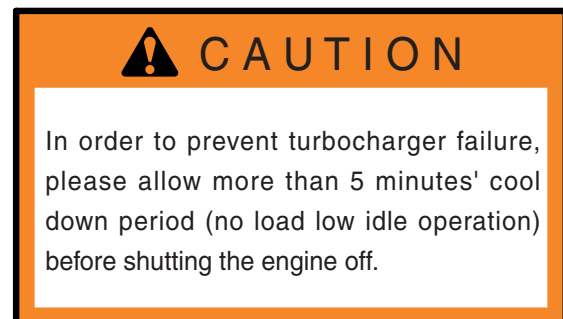 CAUTION
In order to prevent turbocharger failure,
please allow more than 5 minutes' cool
down period (no load low idle operation)
before shutting the engine off.